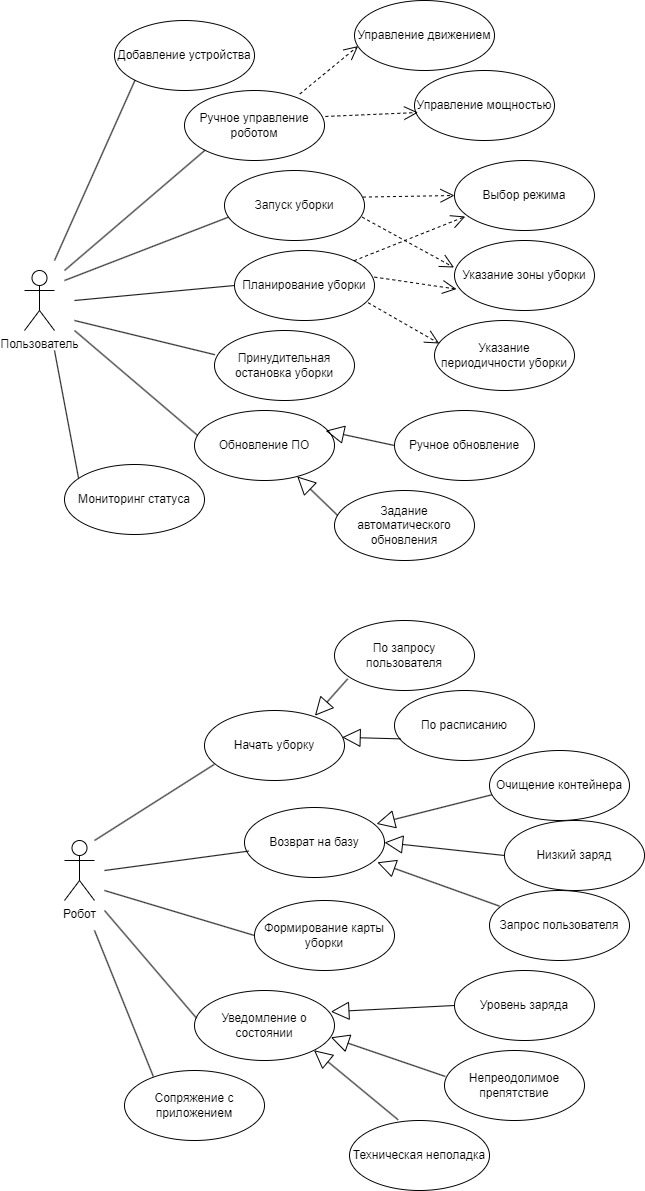 Управление движением
Добавление устройства
Управление мощностью
Ручное управление
роботом
Выбор режима
Запуск уборки
Указание зоны уборки
Планирование уборки
Пользователь
Указание
периодичности уборки
Принудительная
остановка уборки
Обновление ПО
Ручное обновление
Мониторинг статуса
Задание
автоматического
обновления
По запросу
пользователя
По расписанию
Начать уборку
Очищение контейнера
Возврат на базу
Низкий заряд
Робот
Запрос пользователя
Формирование карты
уборки
Уровень заряда
Уведомление о
состоянии
Непреодолимое
препятствие
Сопряжение с
приложением
Техническая неполадка